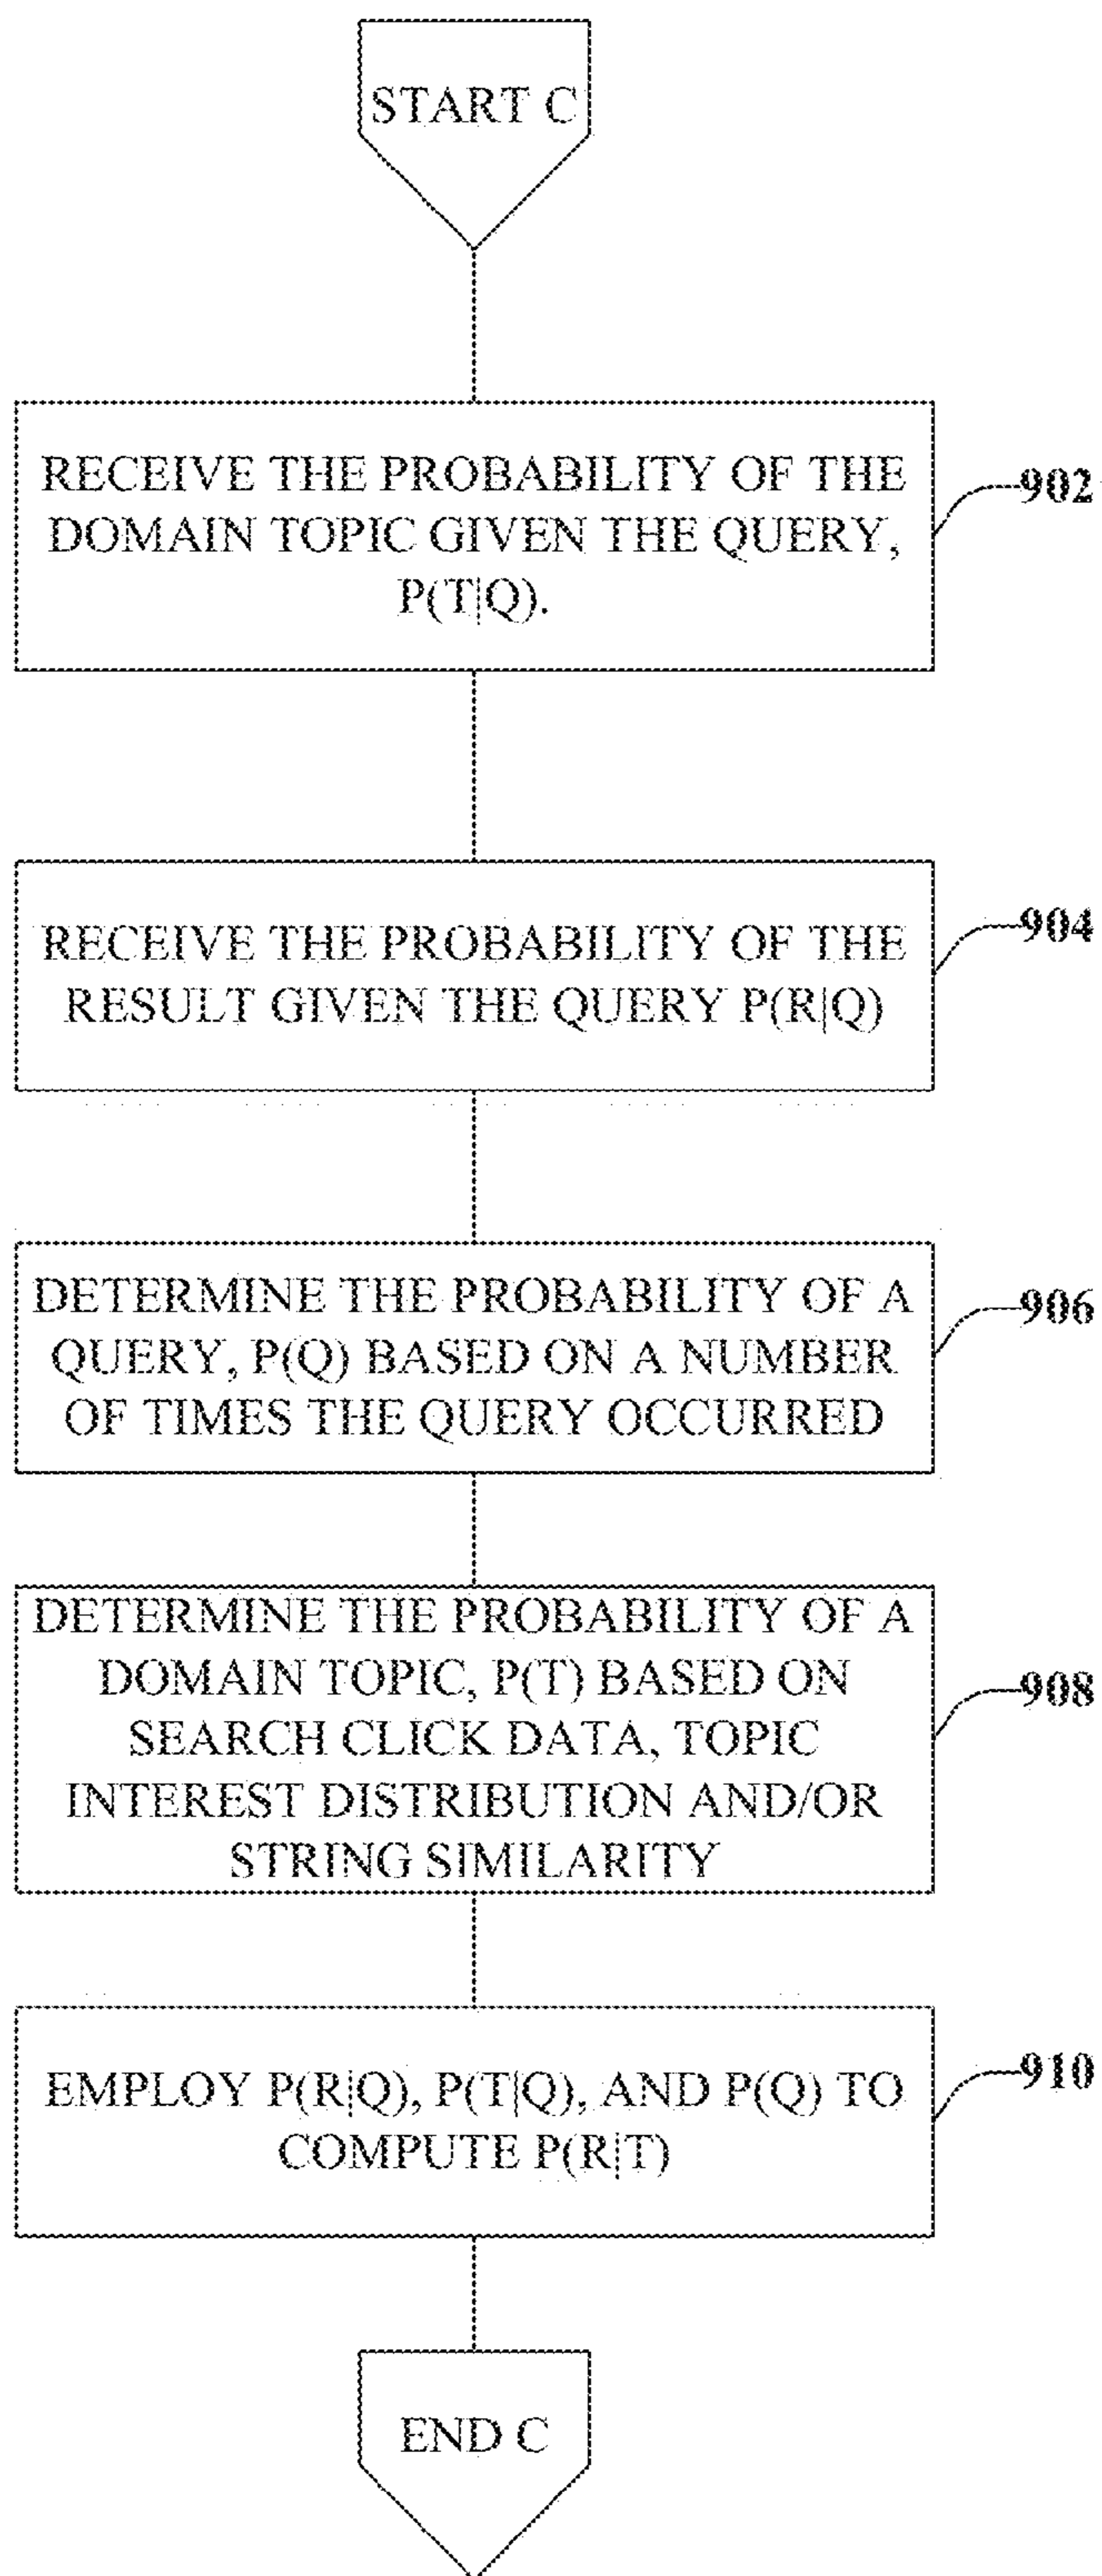 START C
RECEIVE THE PROBABILITY OF THE
DOMAIN TOPIC GIVEN THE QUERY,
P(T|Q).
902
RECEIVE THE PROBABILITY OF THE
RESULT GIVEN THE QUERY P(R|Q)
904
DETERMINE THE PROBABILITY OF A
QUERY, P(Q) BASED ON A NUMBER
OF TIMES THE QUERY OCCURRED
906
DETERMINE THE PROBABILITY OF A
DOMAIN TOPIC, P(T) BASED ON
SEARCH CLICK DATA, TOPIC
INTEREST DISTRIBUTION AND/OR
STRING SIMILARITY
908
EMPLOY P(R|Q), P(T|Q), AND P(Q) TO
COMPUTE P(R|T)
910
END C